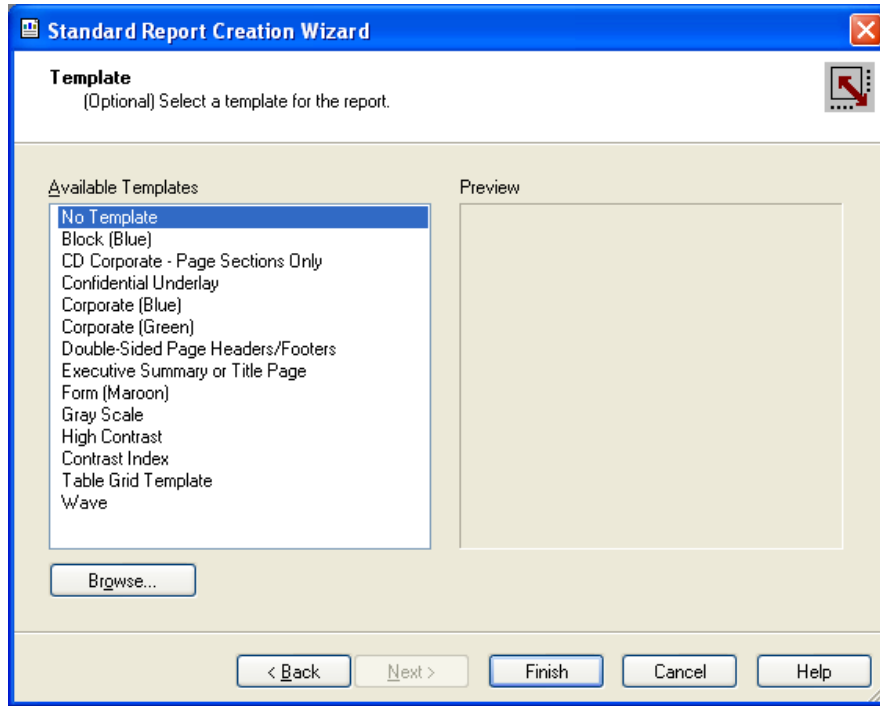 Standard Report Creation Wizard
Template
(Optional) Select a template for the report.
Available Templates
Preview
No Template
Block (Blue)
CD Corporate - Page Sections Only
Confidential Underlay
Corporate (Blue)
Corporate (Green)
Double-Sided Page Headers/Footers
Executive Summary or Title Page
Form (Maroon)
Gray Scale
High Contrast
Contrast Index
Table Grid Template
Wave
Browse...
< Back
Next >
Finish
Cancel
Help